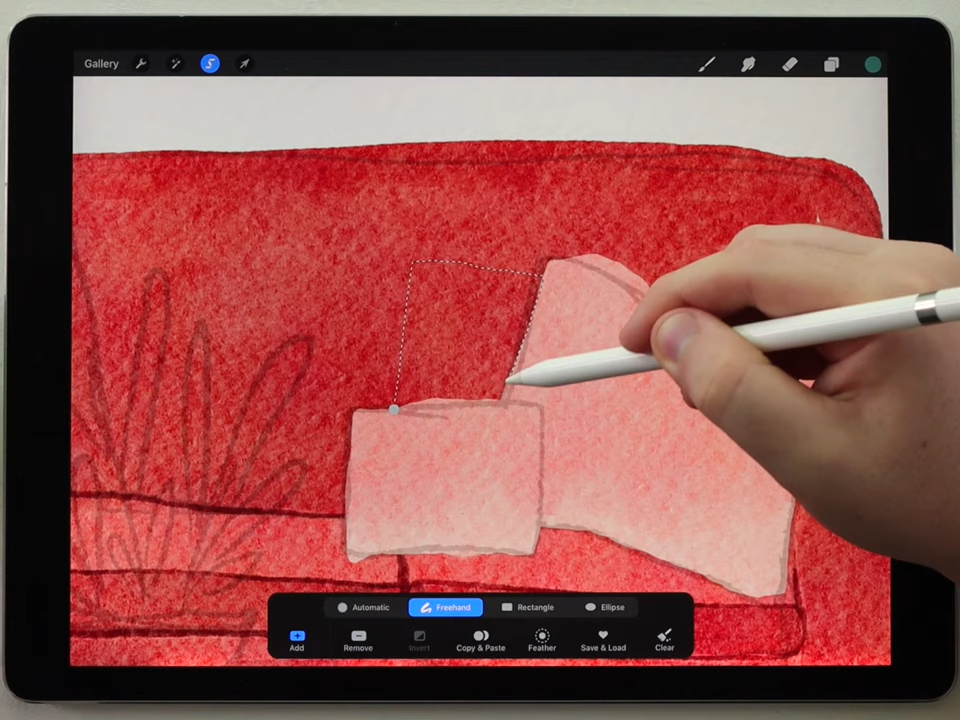 Gallery
Automatic Freehand Rectangle Ellipse
Add Remove Invert Copy & Paste Feather Save & Load Clear